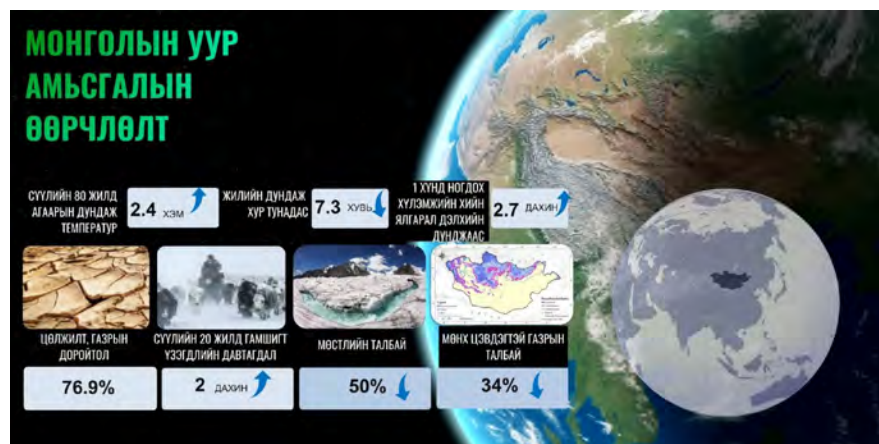 МОНГОЛЫН УУР
АМЬСГАЛЫН
ӨӨРЧЛӨЛТ
СҮҮЛИЙН 80 ЖИЛД
АГААРЫН ДУНДАЖ
ТЕМПЕРАТУР
2.4 ХЭМ
ЖИЛИЙН ДУНДАЖ
ХУР ТУНАДАС
7.3 ХУВЬ
1 ХҮНД НОГДОХ
ХҮЛЭМЖИЙН ХИЙН
ЯЛГАРАЛ ДЭЛХИЙН
ДУНДЖААС
2.7 ДАХИН
ЦӨЛЖИЛТ, ГАЗРЫН
ДОРОЙТОЛ
76.9%
СҮҮЛИЙН 20 ЖИЛД ГАМШИГТ
ҮЗЭГДЛИЙН ДАВТАГДАЛ
2 ДАХИН
МӨСТЛИЙН ТАЛБАЙ
50%
МӨНХ ЦЭВДЭГТЭЙ ГАЗРЫН
ТАЛБАЙ
34%